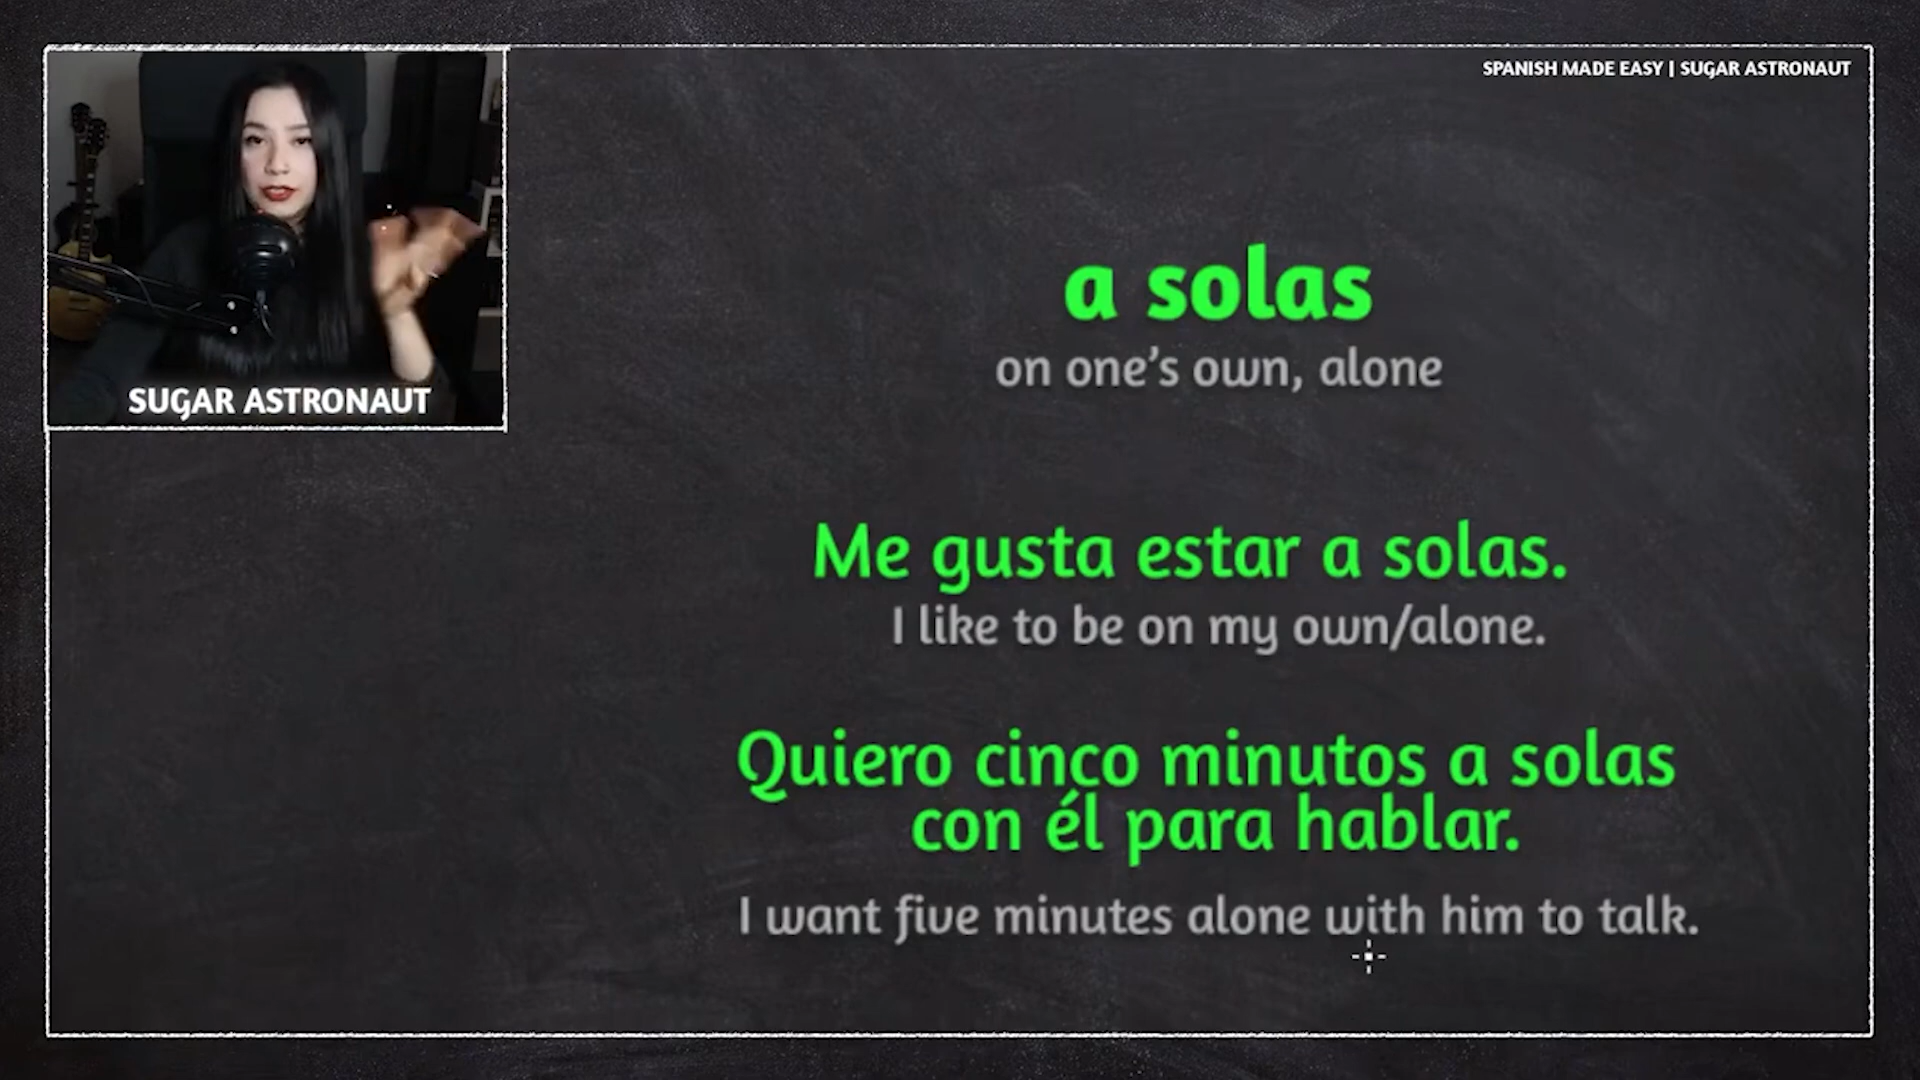 SPANISH MADE EASY | SUGAR ASTRONAUT
SUGAR ASTRONAUT
a solas
on one’s own, alone
Me gusta estar a solas.
I like to be on my own/alone.
Quiero cinco minutos a solas
con él para hablar.
I want five minutes alone with him to talk.